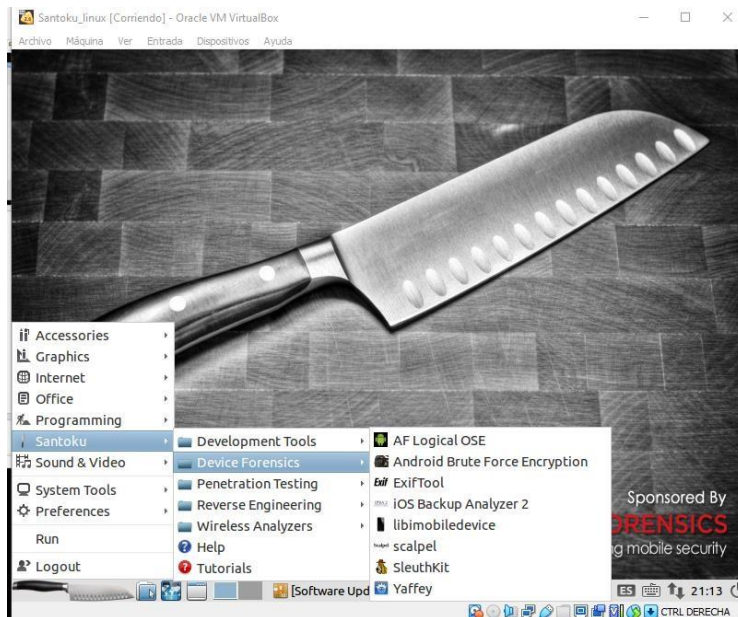 Santoku_linux [Corriendo] - Oracle VM VirtualBox
Archivo Máquina Ver Entrada Dispositivos Ayuda
Accessories
Graphics
Internet
Office
Programming
Santoku
Sound & Video
System Tools
Preferences
Run
Logout
Development Tools
Device Forensics
Penetration Testing
Reverse Engineering
Wireless Analyzers
Help
Tutorials
AF Logical OSE
Android Brute Force Encryption
Exif ExifTool
iOS Backup Analyzer 2
libimobiledevice
scalpel
SleuthKit
Yaffey
Sponsored By
ORENSICS
ng mobile security
[Software Upd
ES 21:13
CTRL DERECHA